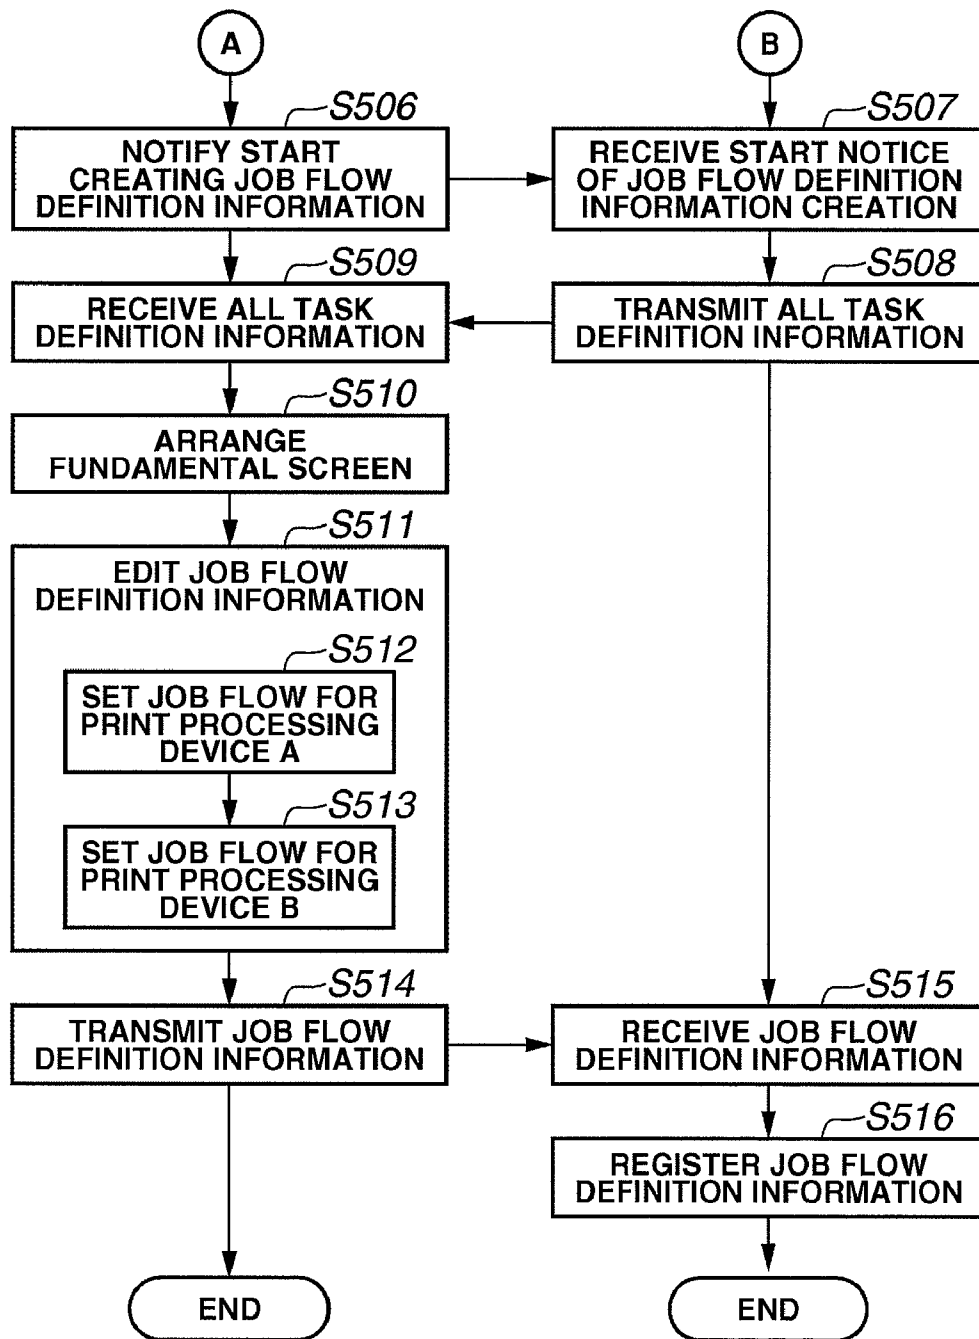 A
B
S506
NOTIFY START
CREATING JOB FLOW
DEFINITION INFORMATION
S507
RECEIVE START NOTICE
OF JOB FLOW DEFINITION
INFORMATION CREATION
S509
RECEIVE ALL TASK
DEFINITION INFORMATION
S508
TRANSMIT ALL TASK
DEFINITION INFORMATION
S510
ARRANGE
FUNDAMENTAL SCREEN
S511
EDIT JOB FLOW
DEFINITION INFORMATION
S512
SET JOB FLOW FOR
PRINT PROCESSING
DEVICE A
S513
SET JOB FLOW FOR
PRINT PROCESSING
DEVICE B
S514
TRANSMIT JOB FLOW
DEFINITION INFORMATION
S515
RECEIVE JOB FLOW
DEFINITION INFORMATION
S516
REGISTER JOB FLOW
DEFINITION INFORMATION
END
END